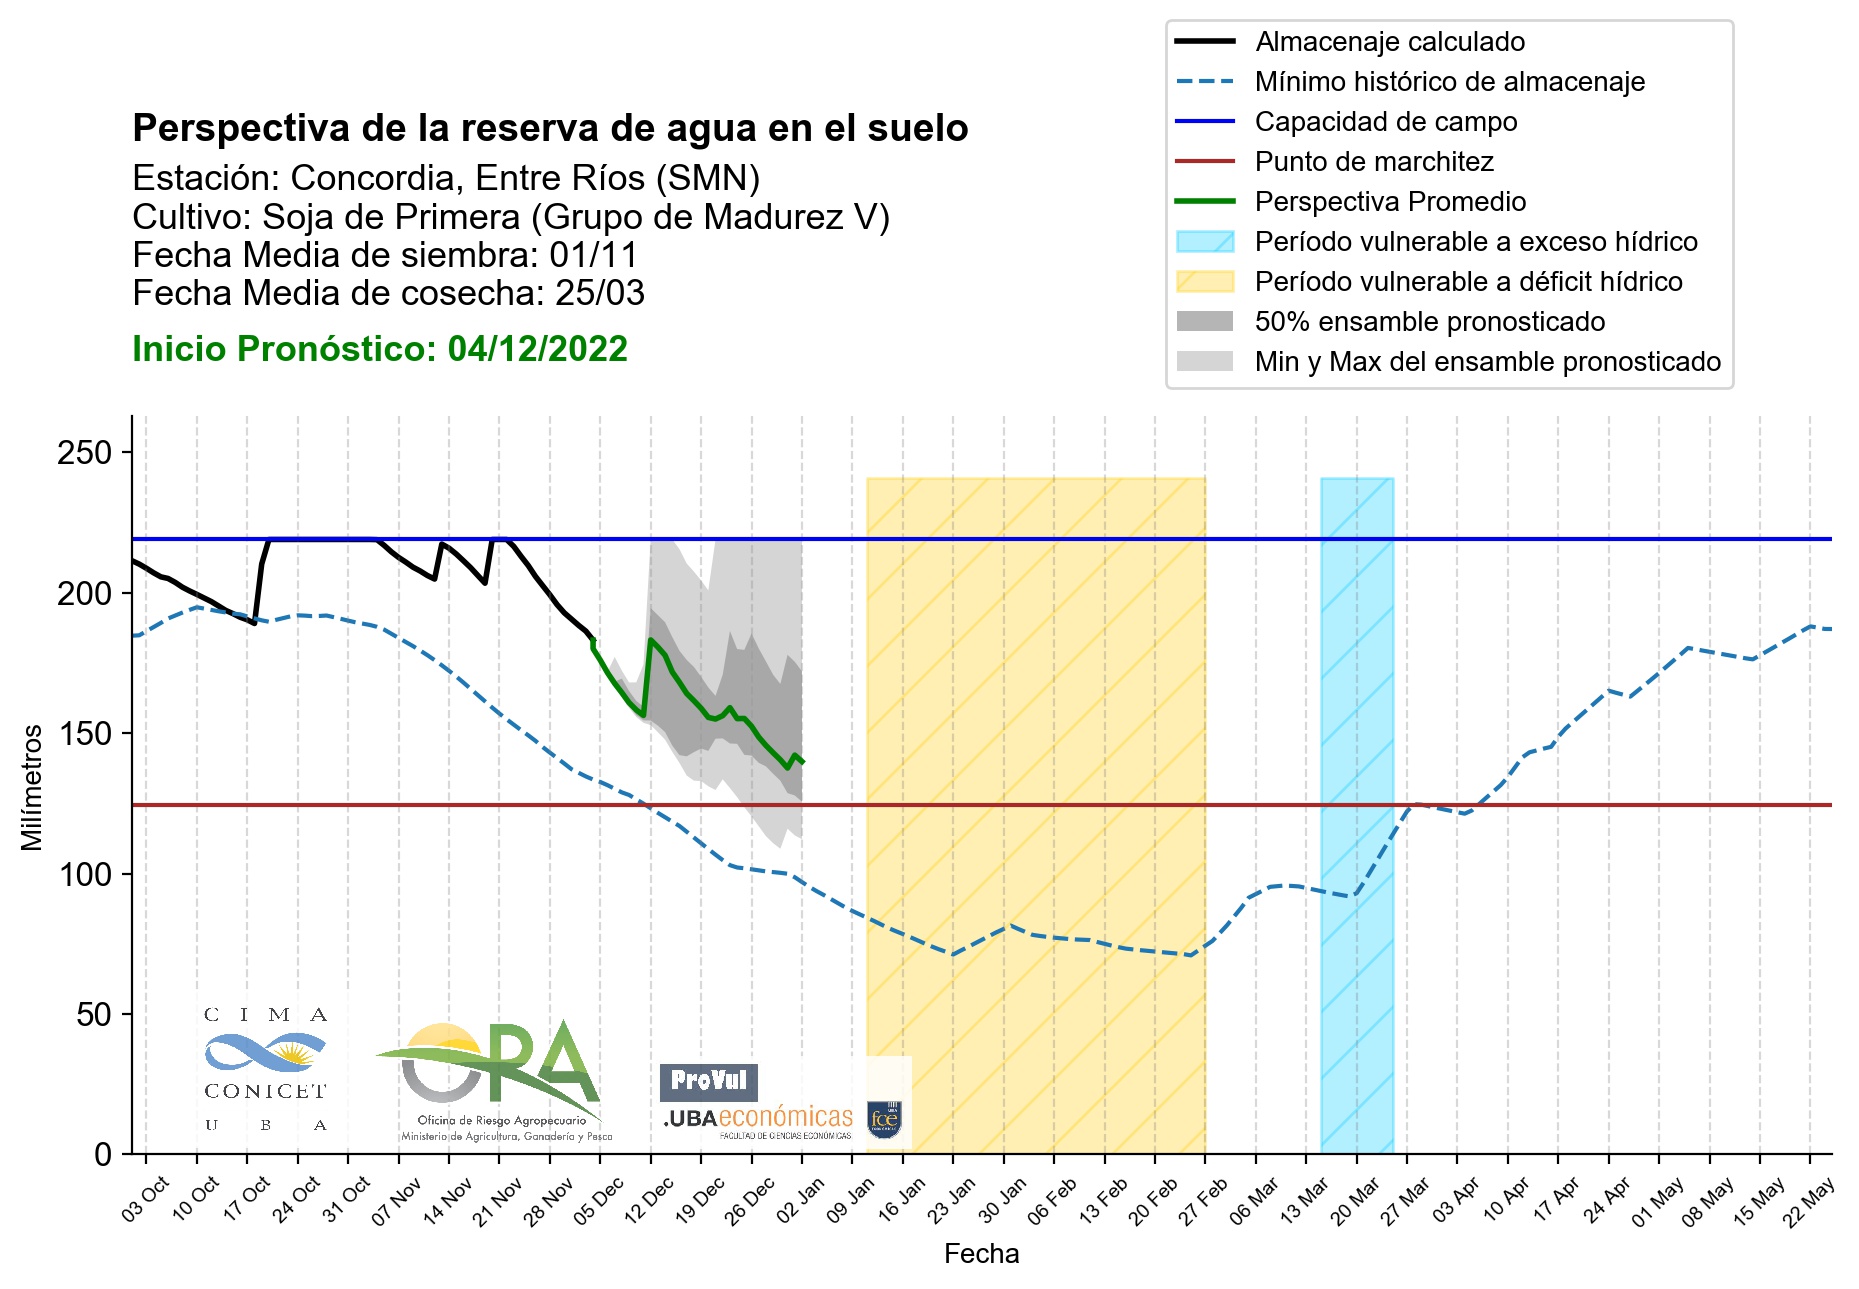 Almacenaje calculado
Mínimo histórico de almacenaje
Capacidad de campo
Punto de marchitez
Perspectiva Promedio
Período vulnerable a exceso hídrico
Período vulnerable a déficit hídrico
50% ensamble pronosticado
Min y Max del ensamble pronosticado
Perspectiva de la reserva de agua en el suelo
Estación: Concordia, Entre Ríos (SMN)
Cultivo: Soja de Primera (Grupo de Madurez V)
Fecha Media de siembra: 01/11
Fecha Media de cosecha: 25/03
Inicio Pronóstico: 04/12/2022
Milímetros
250
200
150
100
50
0
CIMA
CONICET
UBA
ORA
Oficina de Riesgo Agropecuario
Ministerio de Agricultura, Ganadería y Pesca
ProVul
.UBAeconómicas
FACULTAD DE CIENCIAS ECONÓMICAS
UBA
fce
03 Oct
10 Oct
17 Oct
24 Oct
31 Oct
07 Nov
14 Nov
21 Nov
28 Nov
05 Dec
12 Dec
19 Dec
26 Dec
02 Jan
09 Jan
16 Jan
23 Jan
30 Jan
06 Feb
13 Feb
20 Feb
27 Feb
06 Mar
13 Mar
20 Mar
27 Mar
03 Apr
10 Apr
17 Apr
24 Apr
01 May
08 May
15 May
22 May
Fecha